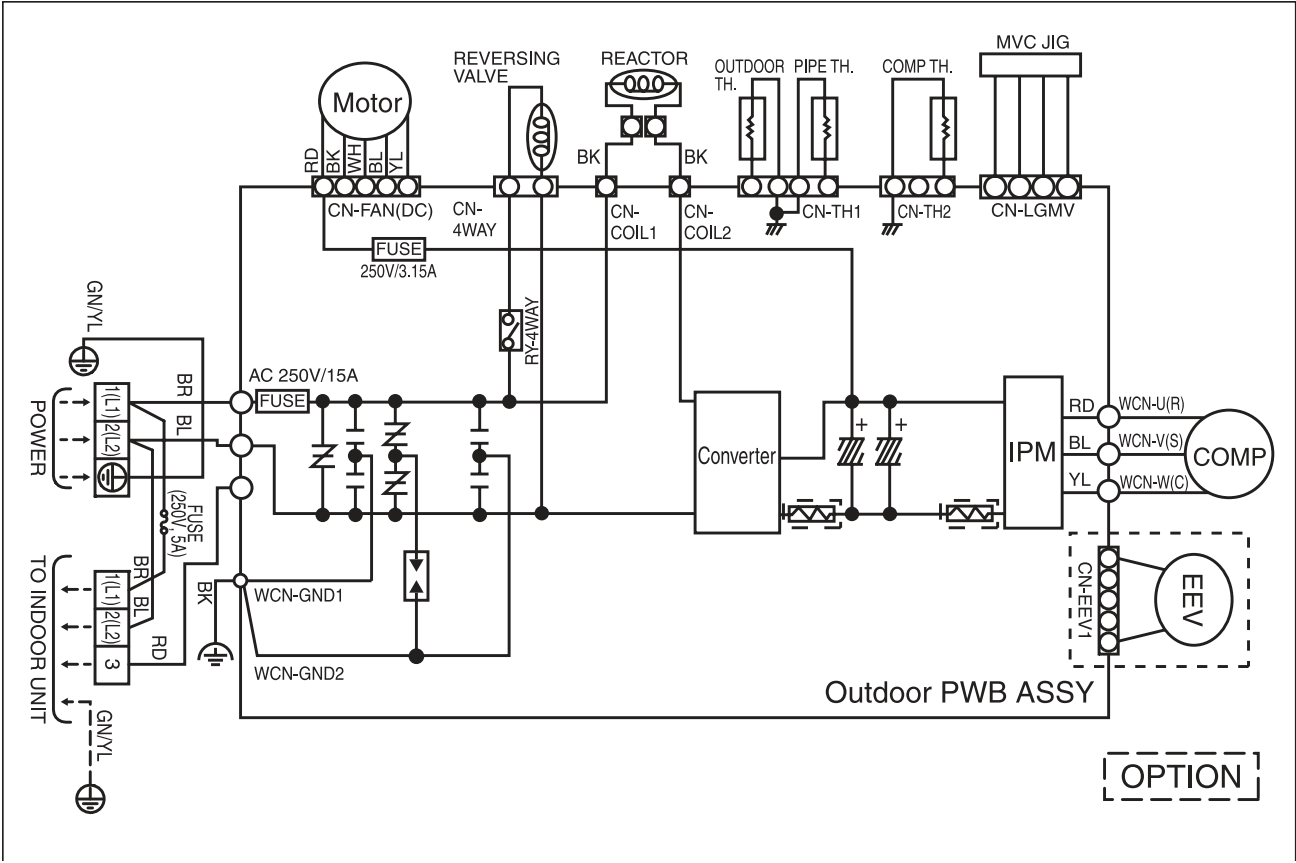 REVERSING
VALVE
REACTOR
OUTDOOR
TH.
PIPE TH.
COMP TH.
MVC JIG
Motor
RD
BK
WH
BL
YL
BK
BK
CN-FAN(DC)
CN-
4WAY
CN-
COIL1
CN-
COIL2
CN-TH1
CN-TH2
CN-LGMV
FUSE
250V/3.15A
RY-4WAY
GN/YL
POWER
1(L1)
2(L2)
BR
BL
AC 250V/15A
FUSE
FUSE
(250V, 5A)
Converter
+
+
IPM
RD
BL
YL
WCN-U(R)
WCN-V(S)
WCN-W(C)
COMP
TO INDOOR UNIT
1(L1)
2(L2)
3
BR
BL
RD
BK
GN/YL
WCN-GND1
WCN-GND2
CN-EEV1
EEV
Outdoor PWB ASSY
OPTION